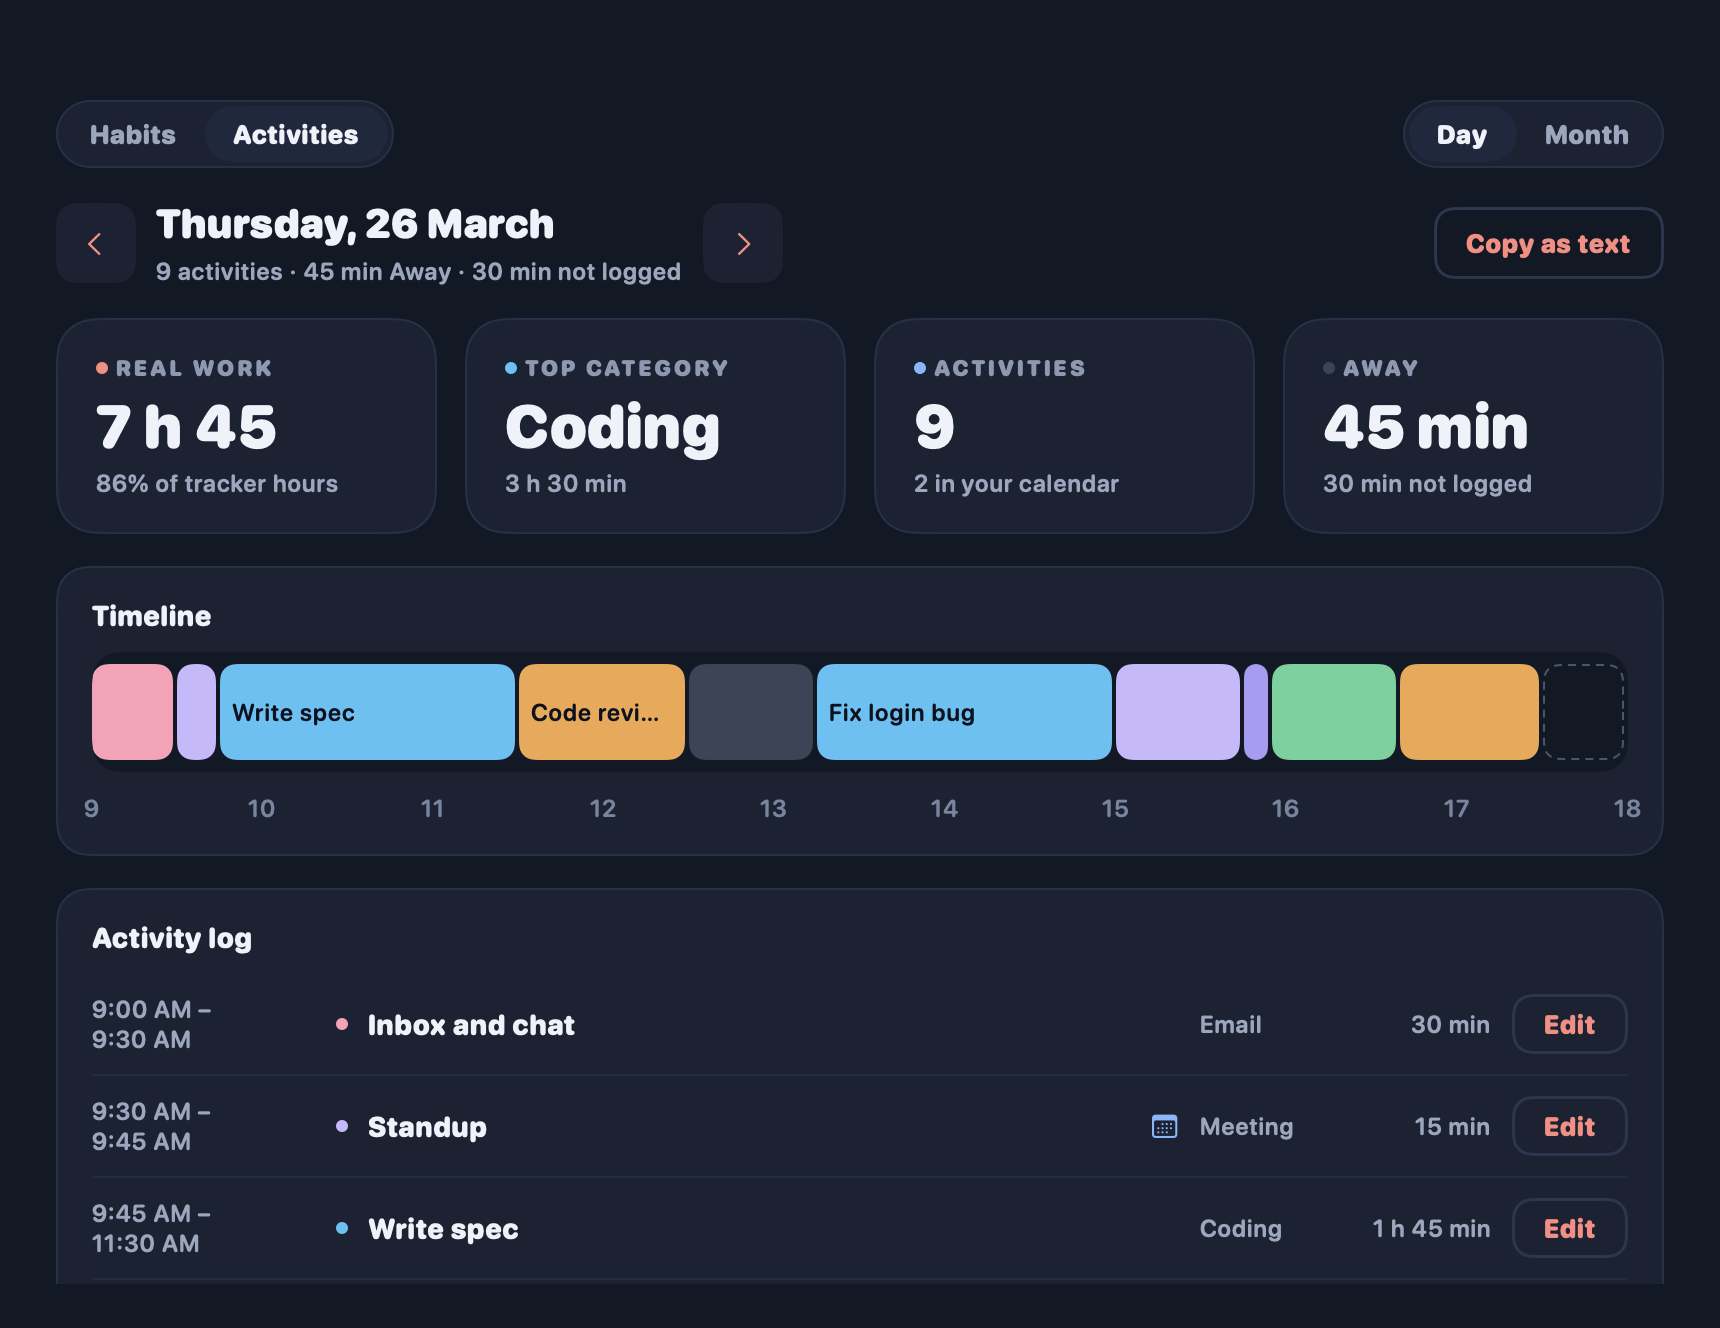 Habits Activities Day Month
Thursday, 26 March
9 activities · 45 min Away · 30 min not logged
Copy as text
REAL WORK
7 h 45
86% of tracker hours
TOP CATEGORY
Coding
3 h 30 min
ACTIVITIES
9
2 in your calendar
AWAY
45 min
30 min not logged
Timeline
Write spec Code revi... Fix login bug
9 10 11 12 13 14 15 16 17 18
Activity log
9:00 AM –
9:30 AM
Inbox and chat Email 30 min Edit
9:30 AM –
9:45 AM
Standup Meeting 15 min Edit
9:45 AM –
11:30 AM
Write spec Coding 1 h 45 min Edit